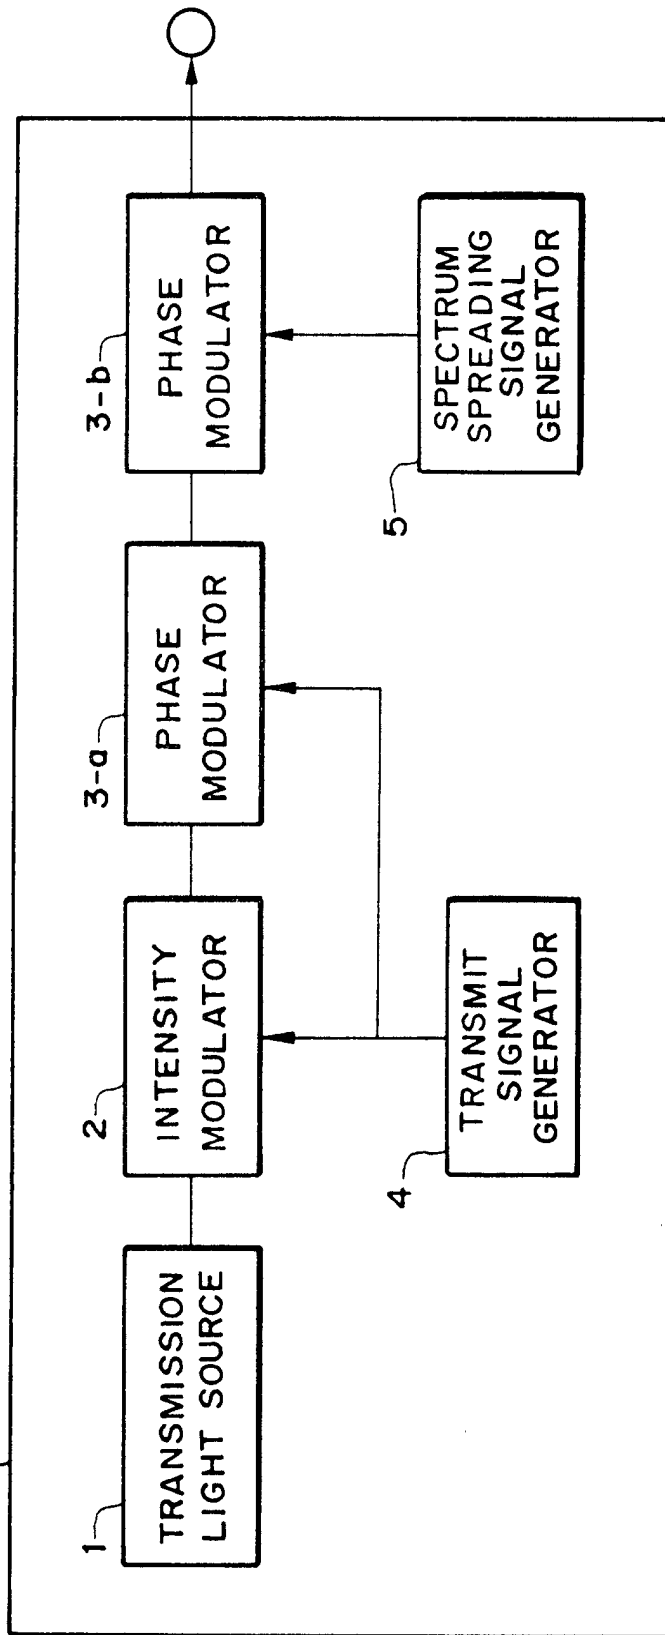 1
TRANSMISSION
LIGHT SOURCE
2
INTENSITY
MODULATOR
3-a
PHASE
MODULATOR
3-b
PHASE
MODULATOR
4
TRANSMIT
SIGNAL
GENERATOR
5
SPECTRUM
SPREADING
SIGNAL
GENERATOR